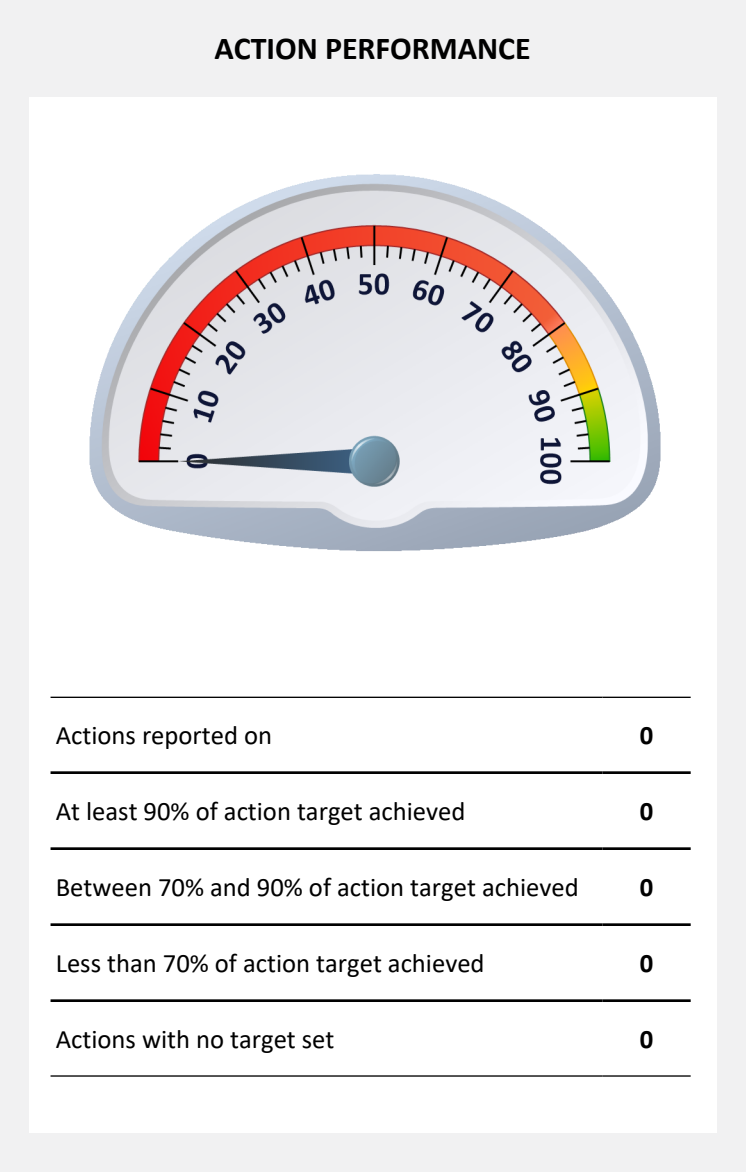 ACTION PERFORMANCE
0
10
20
30
40
50
60
70
80
90
100
Actions reported on 0
At least 90% of action target achieved 0
Between 70% and 90% of action target achieved 0
Less than 70% of action target achieved 0
Actions with no target set 0